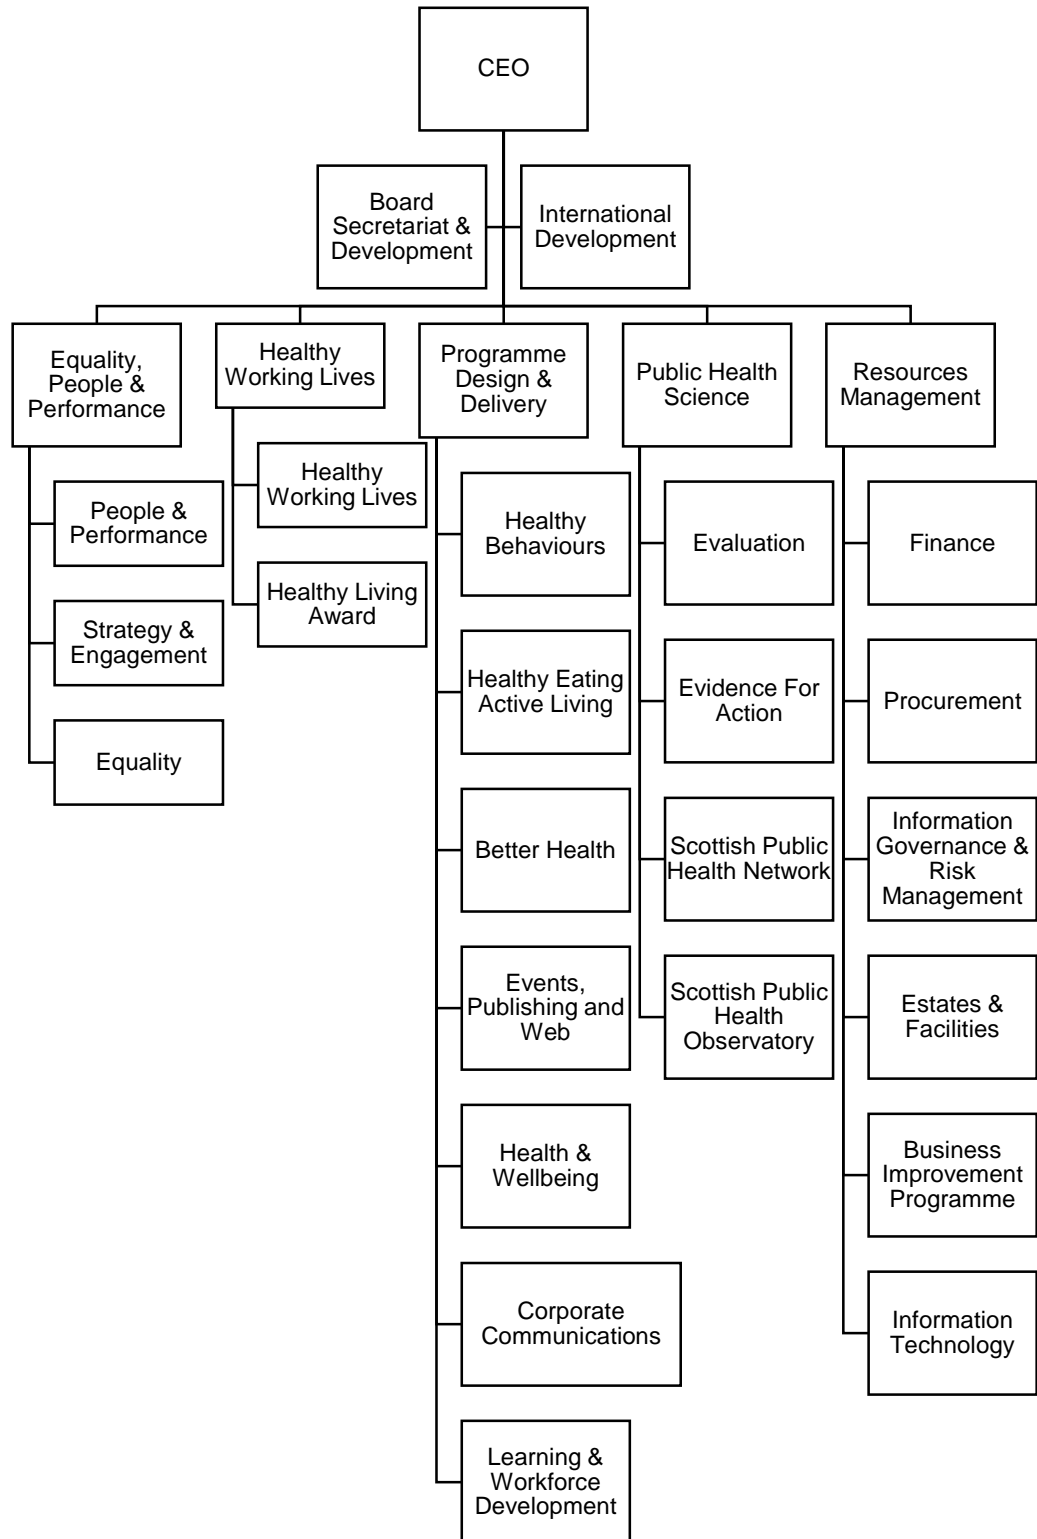 CEO
Board
Secretariat &
Development
International
Development
Equality,
People &
Performance
Healthy
Working Lives
Programme
Design &
Delivery
Public Health
Science
Resources
Management
People &
Performance
Strategy &
Engagement
Equality
Healthy
Working Lives
Healthy Living
Award
Healthy
Behaviours
Healthy Eating
Active Living
Better Health
Events,
Publishing and
Web
Health &
Wellbeing
Corporate
Communications
Learning &
Workforce
Development
Evaluation
Evidence For
Action
Scottish Public
Health Network
Scottish Public
Health
Observatory
Finance
Procurement
Information
Governance &
Risk
Management
Estates &
Facilities
Business
Improvement
Programme
Information
Technology